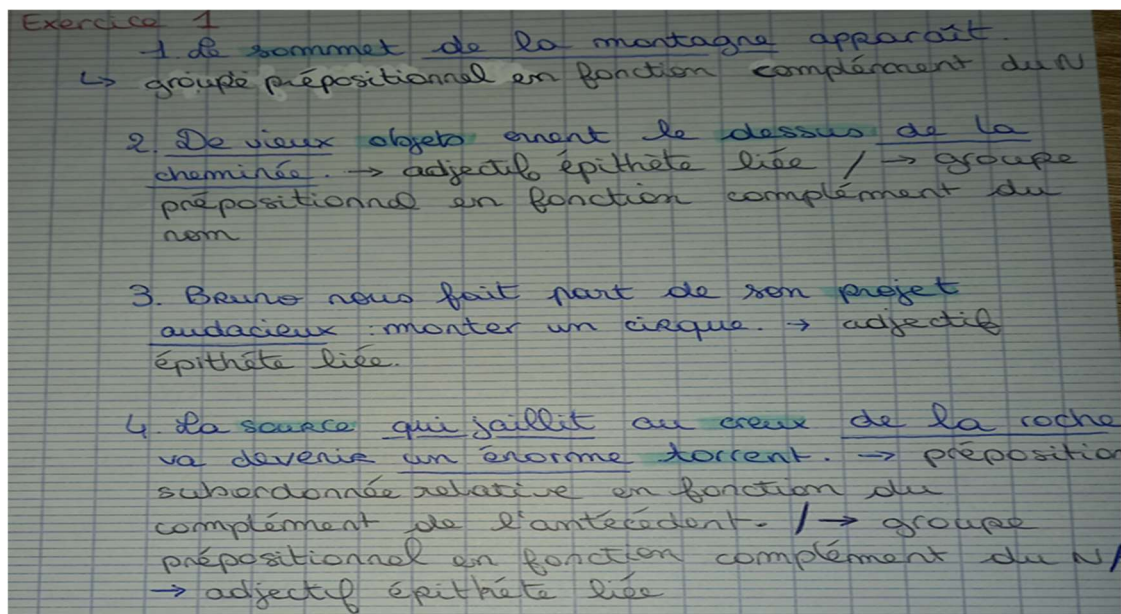 Exercice 1
1. Le sommet de la montagne apparaît.
↳ groupe prépositionnel en fonction complément du N
2. De vieux objets ornent le dessus de la
cheminée. → adjectif épithète liée / → groupe
prépositionnel en fonction complément du
nom
3. Bruno nous fait part de son projet
audacieux : monter un cirque. → adjectif
épithète liée.
4. La source qui jaillit au creux de la roche
va devenir un énorme torrent. → préposition
subordonnée relative en fonction du
complément de l'antécédent. / → groupe
prépositionnel en fonction complément du N/
→ adjectif épithète liée